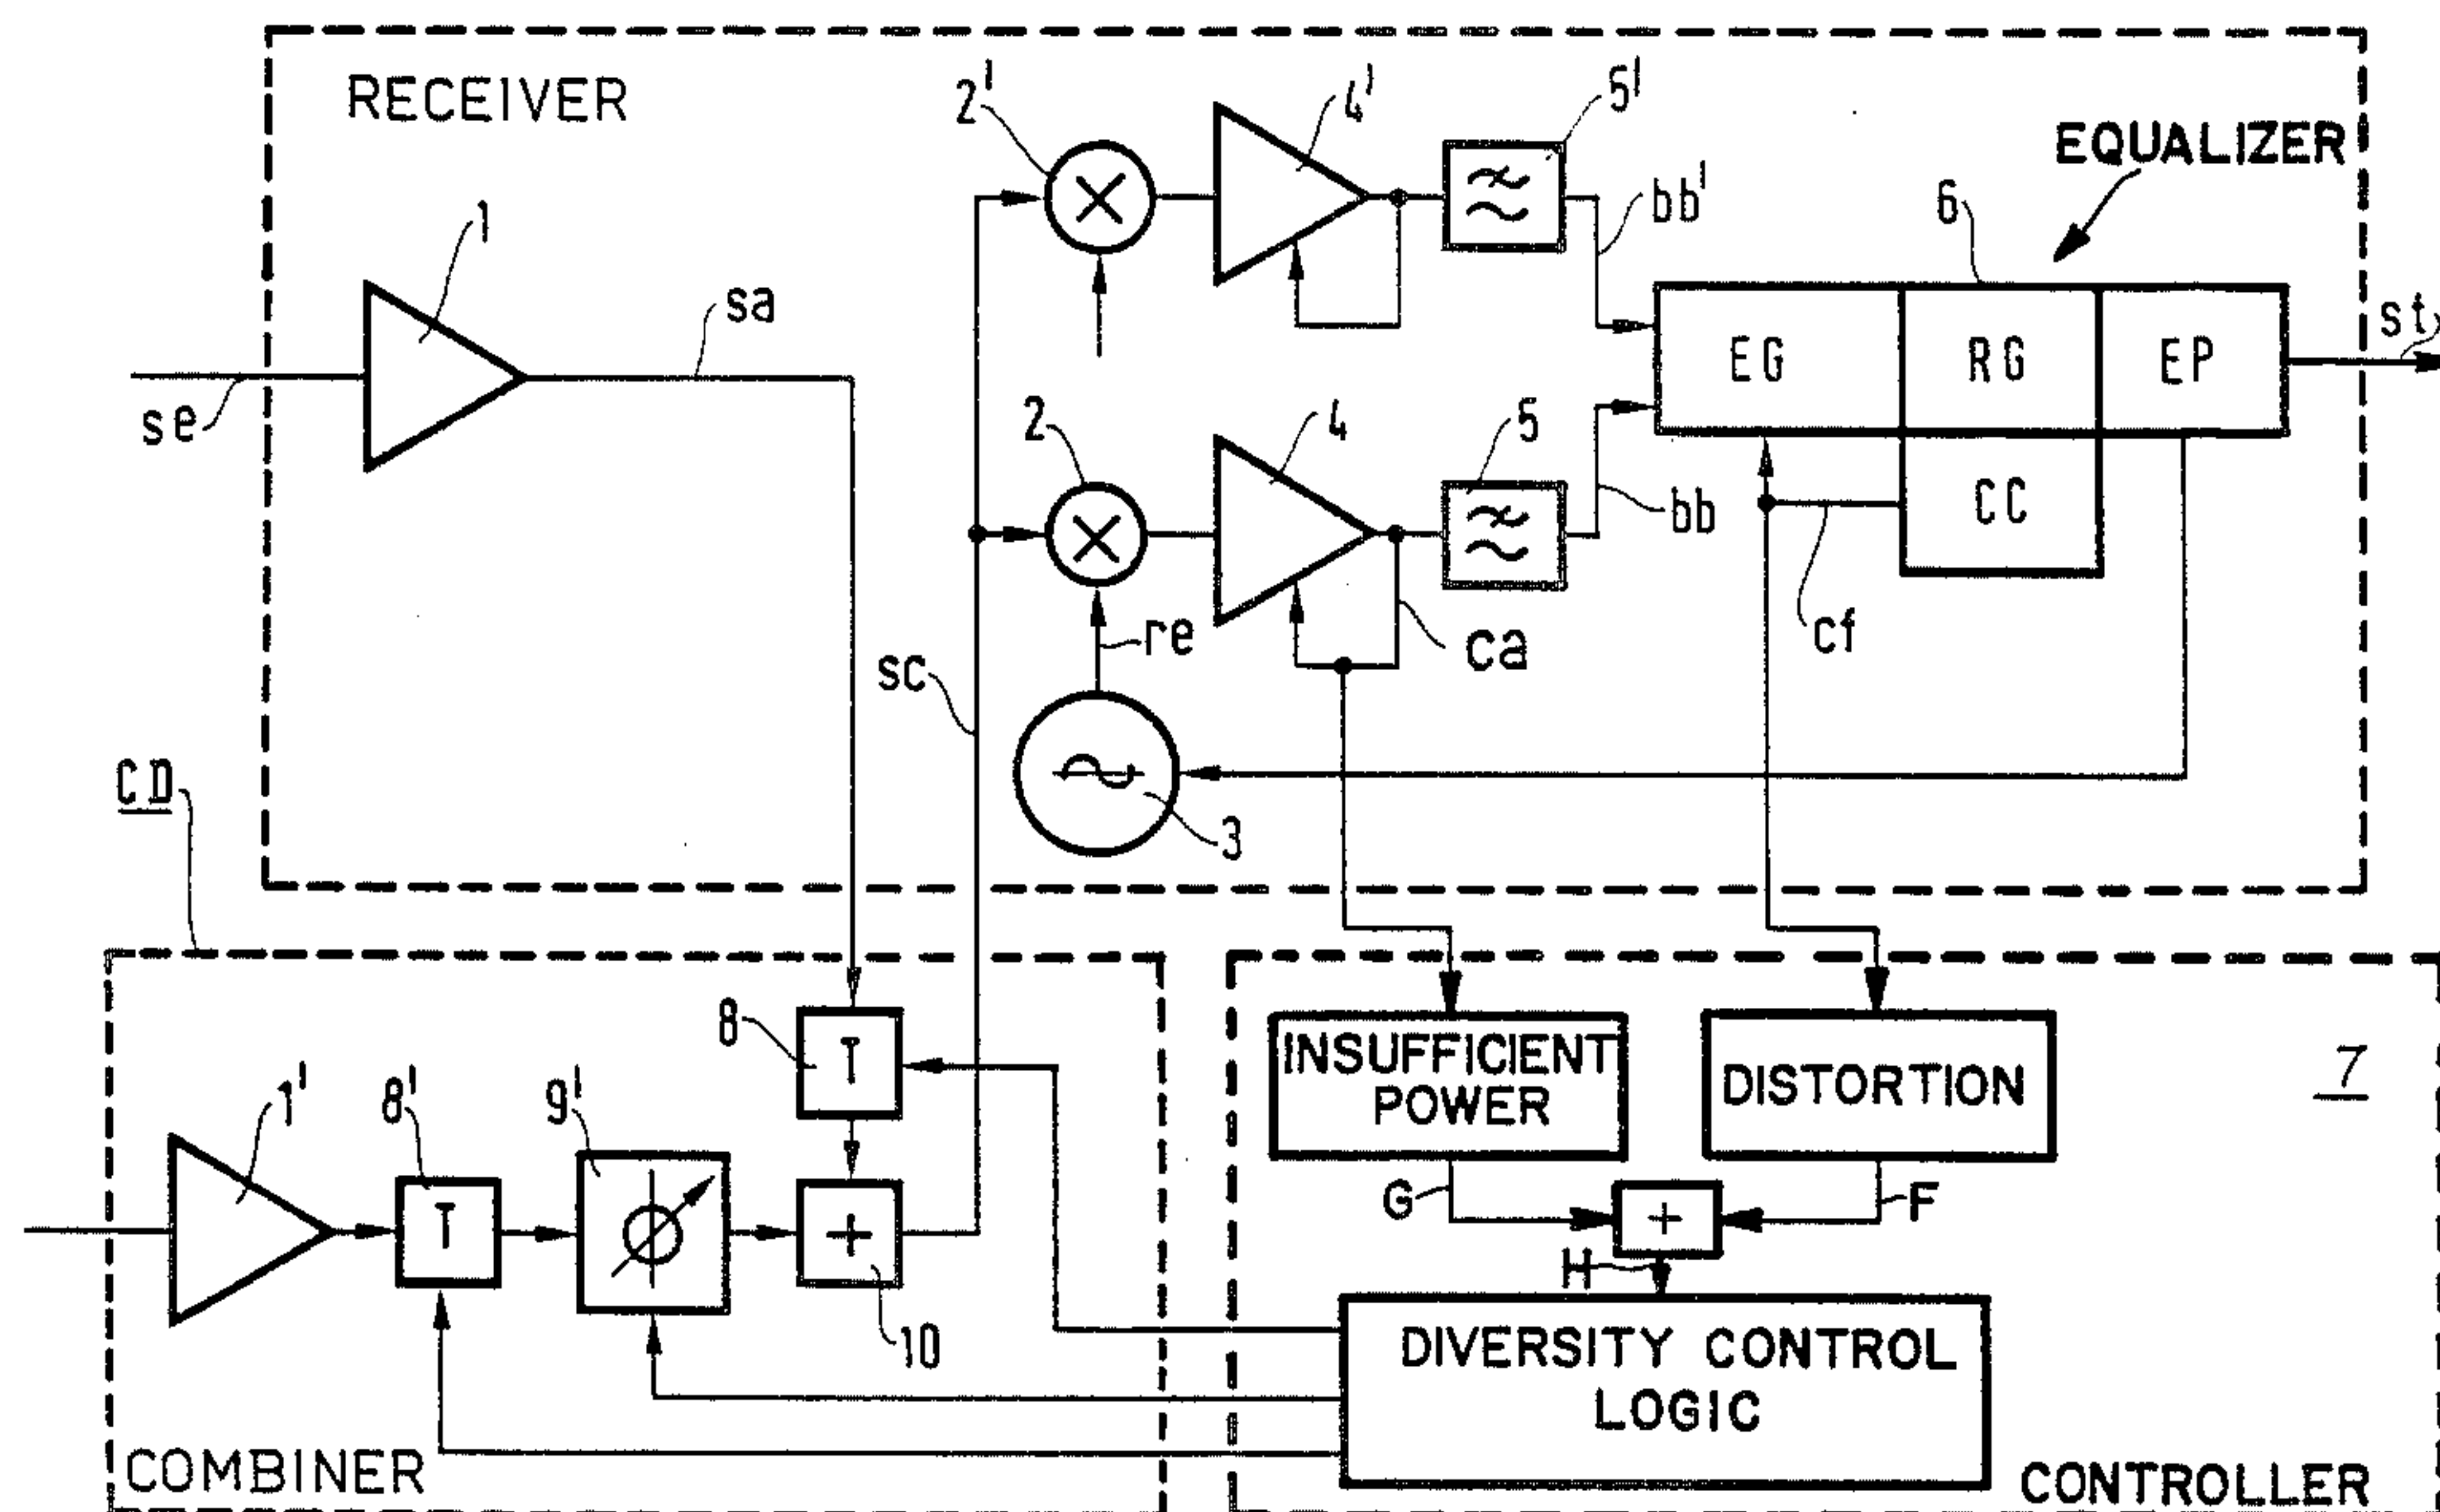 RECEIVER
2'
4'
5'
EQUALIZER
1
sa
bb'
6
st
EG
RG
EP
se
2
4
5
bb
CC
re
ca
cf
sc
CD
3
8
T
INSUFFICIENT
POWER
DISTORTION
7
1'
8'
9'
T
+
G
F
+
H
10
DIVERSITY CONTROL
LOGIC
COMBINER
CONTROLLER